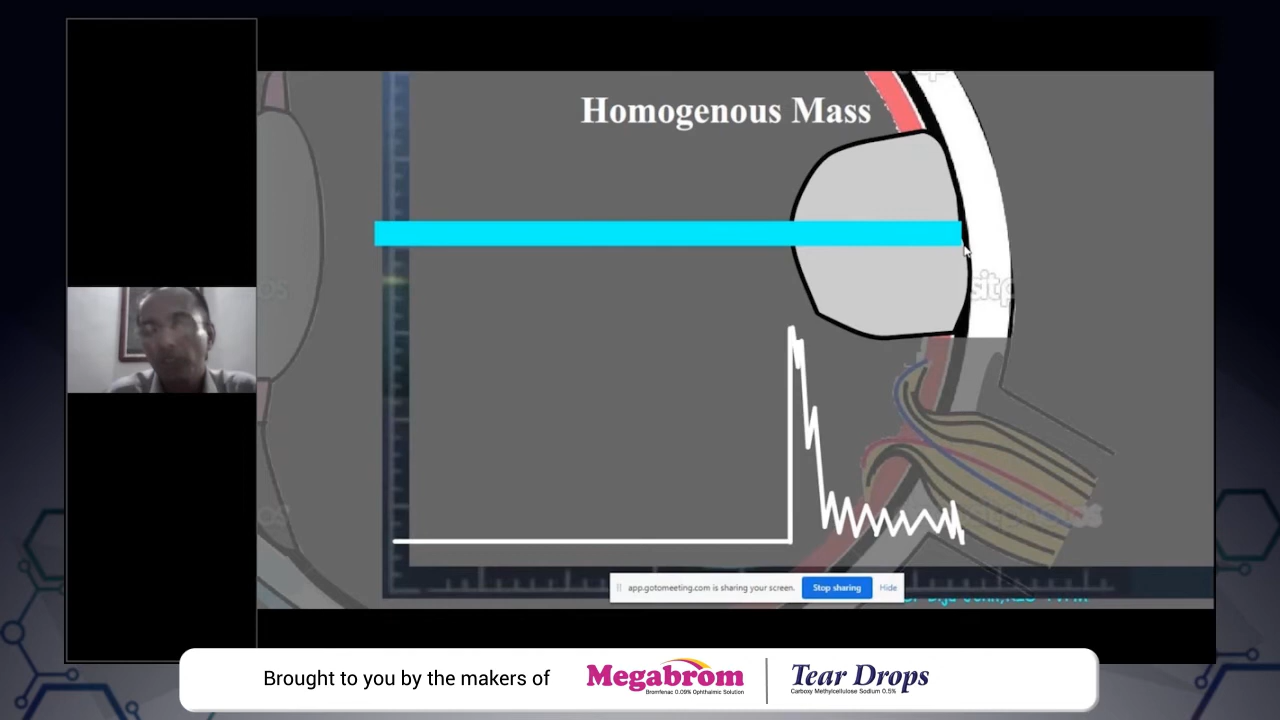 Homogenous Mass
app.gotomeeting.com is sharing your screen.
Stop sharing
Hide
Brought to you by the makers of
Megabrom
Bromfenac 0.09% Ophthalmic Solution
Tear Drops
Carboxy Methylcellulose Sodium 0.5%